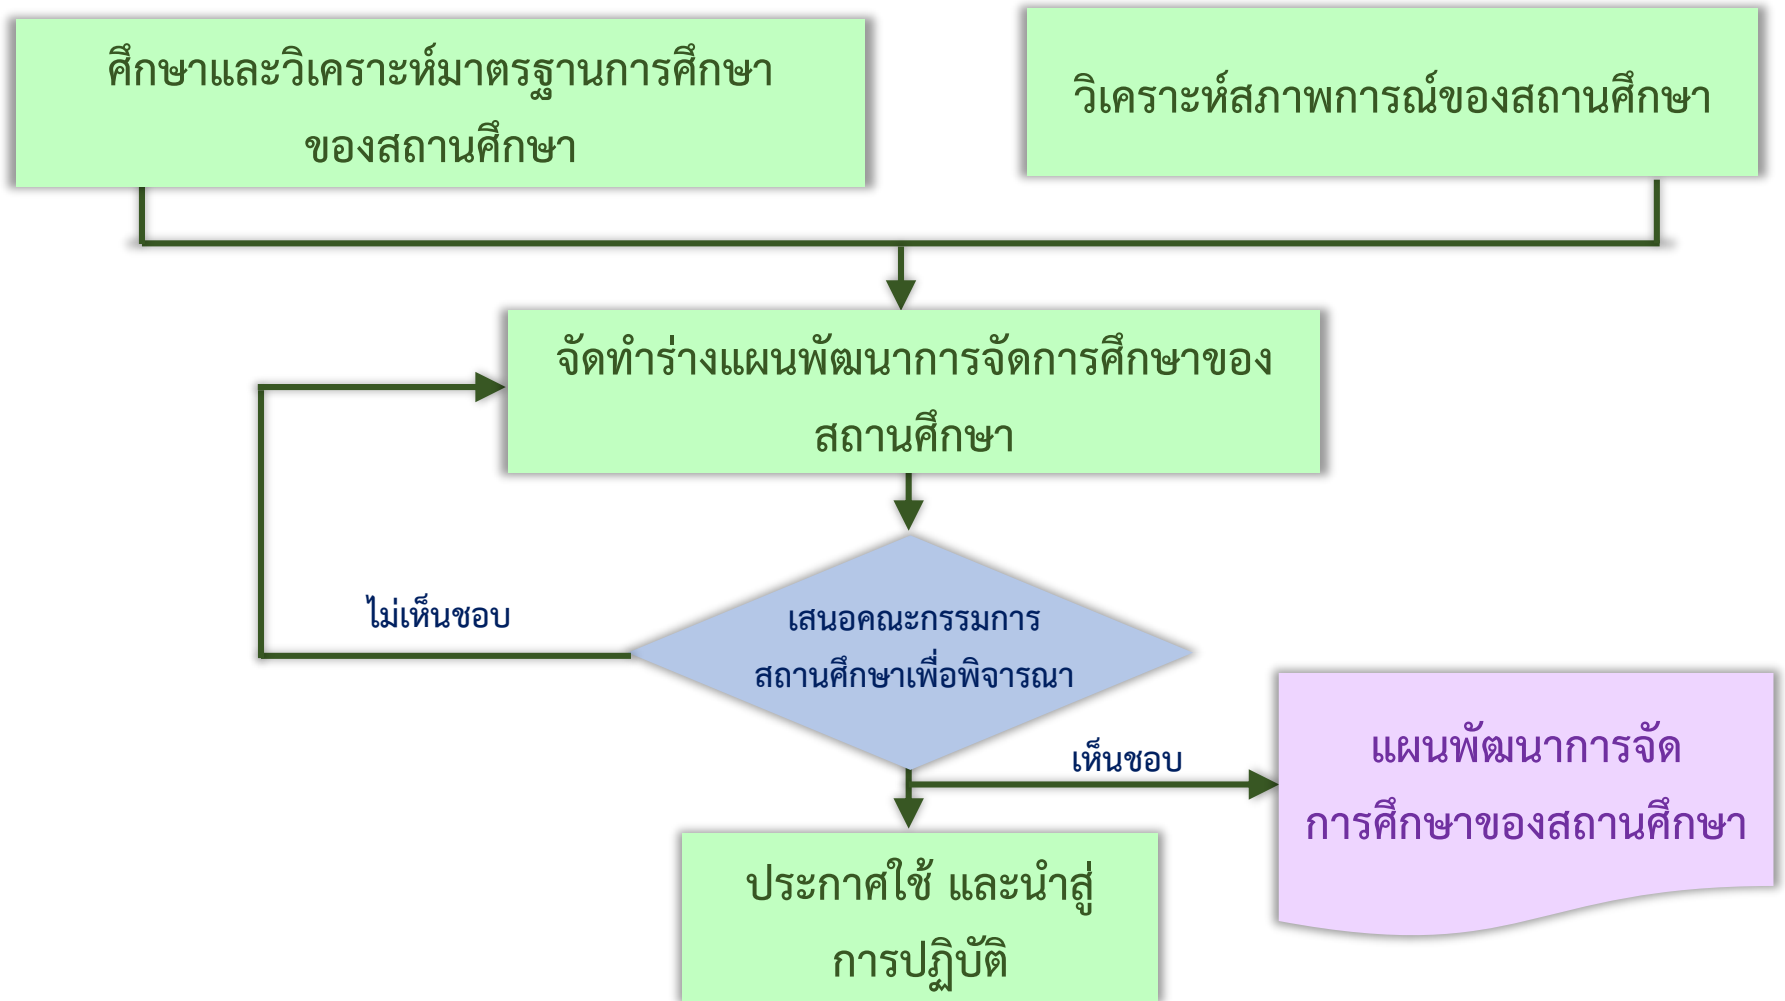 ศึกษาและวิเคราะห์มาตรฐานการศึกษา
ของสถานศึกษา
วิเคราะห์สภาพการณ์ของสถานศึกษา
จัดทำร่างแผนพัฒนาการจัดการศึกษาของ
สถานศึกษา
ไม่เห็นชอบ
เสนอคณะกรรมการ
สถานศึกษาเพื่อพิจารณา
เห็นชอบ
แผนพัฒนาการจัด
การศึกษาของสถานศึกษา
ประกาศใช้ และนำสู่
การปฏิบัติ